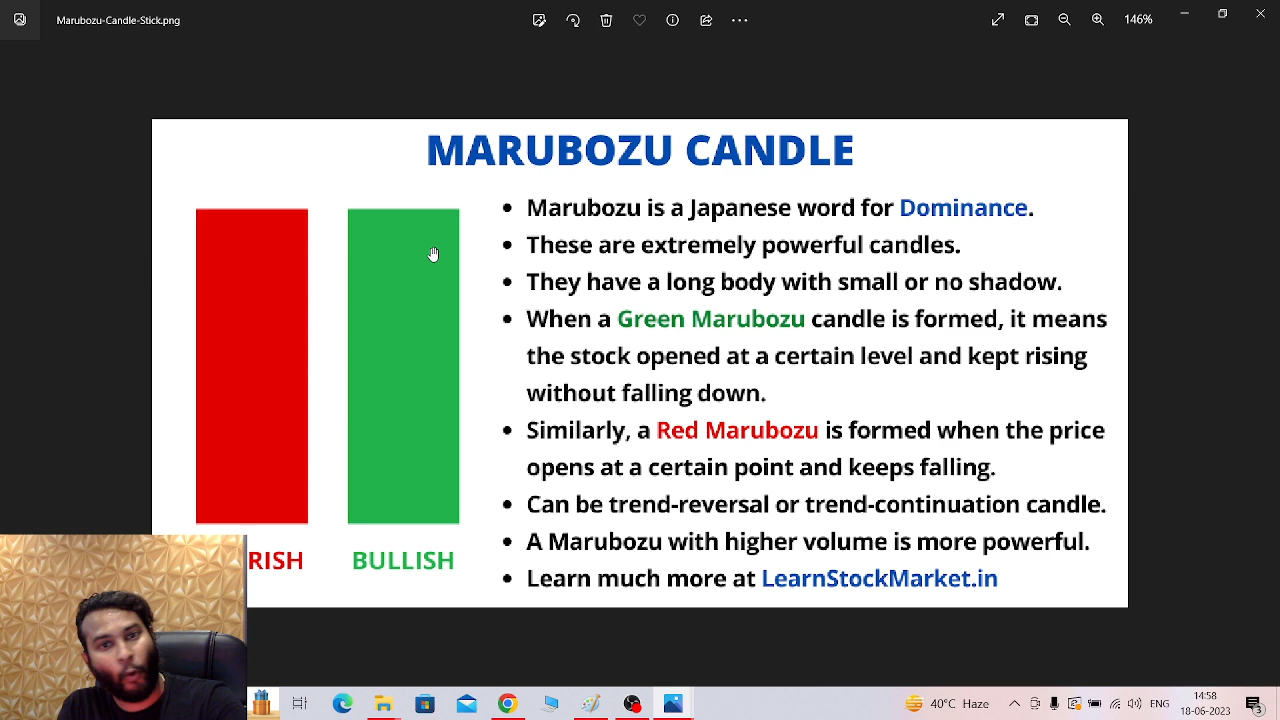 Marubozu-Candle-Stick.png
146%
MARUBOZU CANDLE
• Marubozu is a Japanese word for Dominance.
• These are extremely powerful candles.
• They have a long body with small or no shadow.
• When a Green Marubozu candle is formed, it means
the stock opened at a certain level and kept rising
without falling down.
• Similarly, a Red Marubozu is formed when the price
opens at a certain point and keeps falling.
• Can be trend-reversal or trend-continuation candle.
• A Marubozu with higher volume is more powerful.
• Learn much more at LearnStockMarket.in
RISH
BULLISH
40°C Haze
ENG
14:58
18-06-2023
3